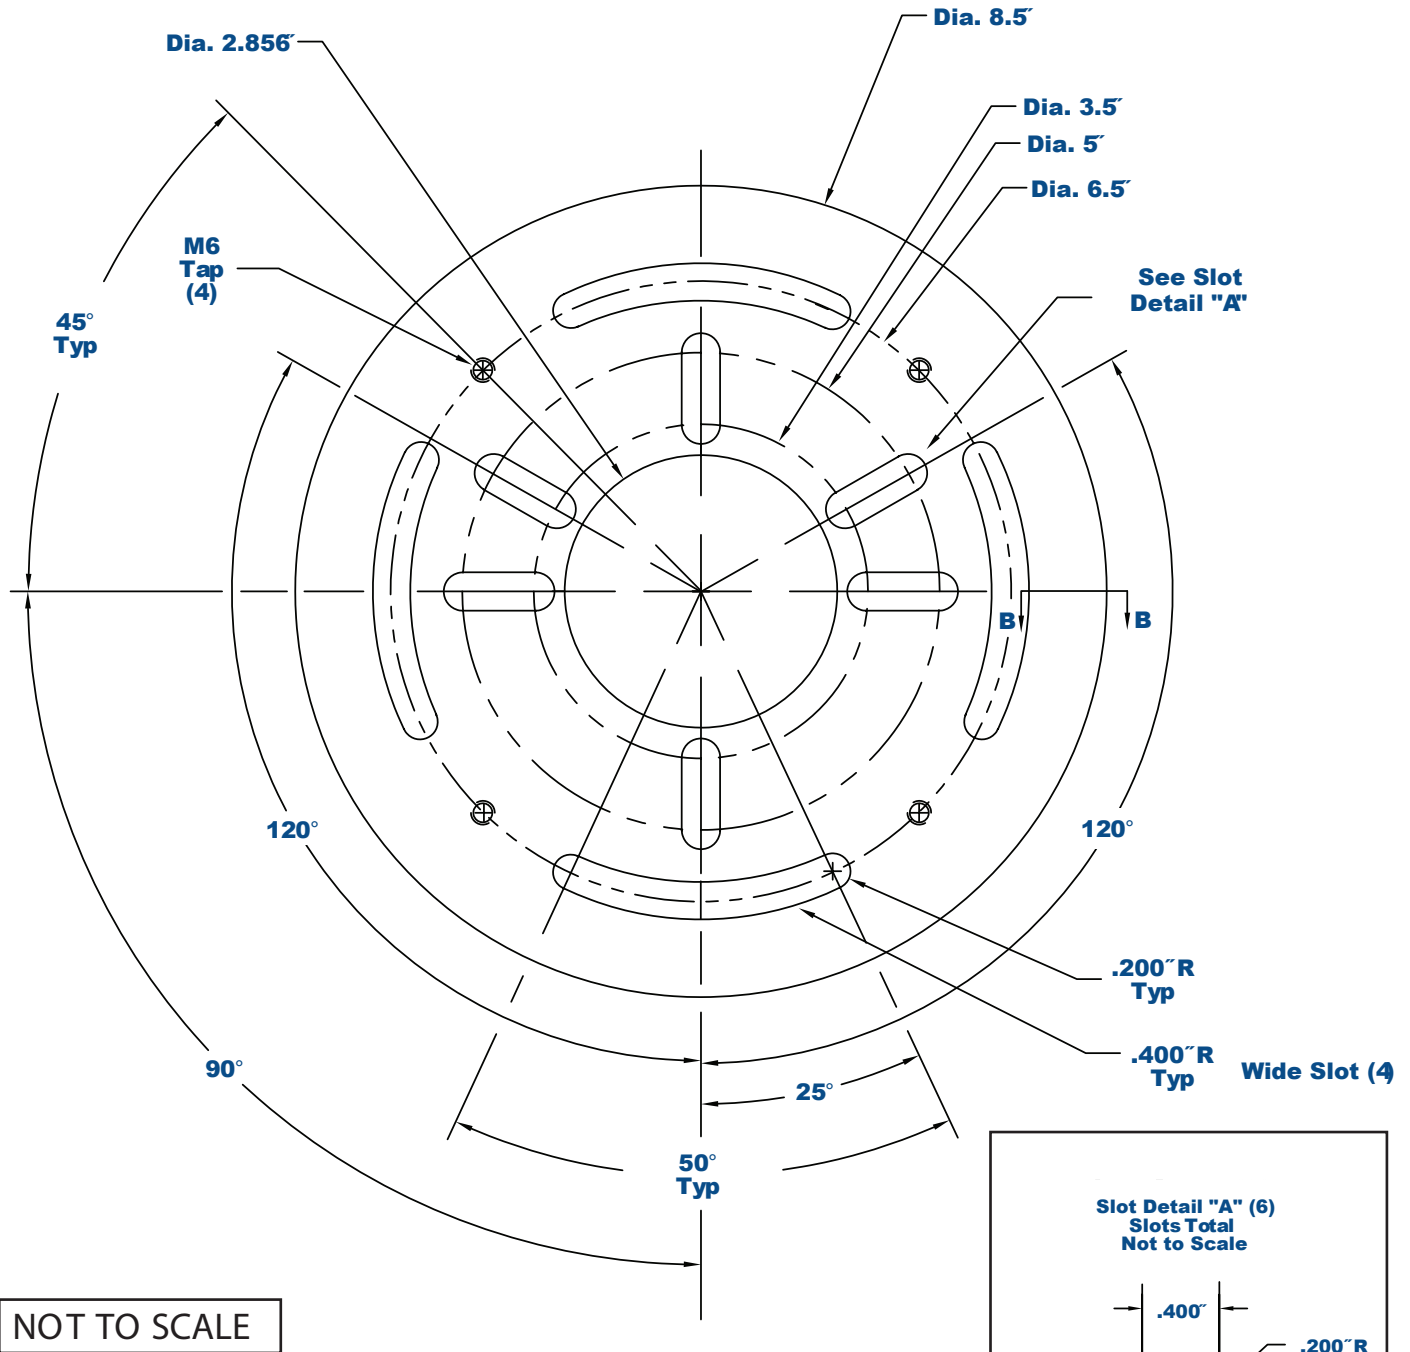 Dia. 8.5″
Dia. 2.856″
Dia. 3.5″
Dia. 5″
Dia. 6.5″
M6
Tap
(4)
See Slot
Detail "A"
45°
Typ
B
B
120°
120°
.200″R
Typ
.400″R
Typ
Wide Slot (4)
90°
25°
50°
Typ
Slot Detail "A" (6)
Slots Total
Not to Scale
.400″
.200″R
NOT TO SCALE